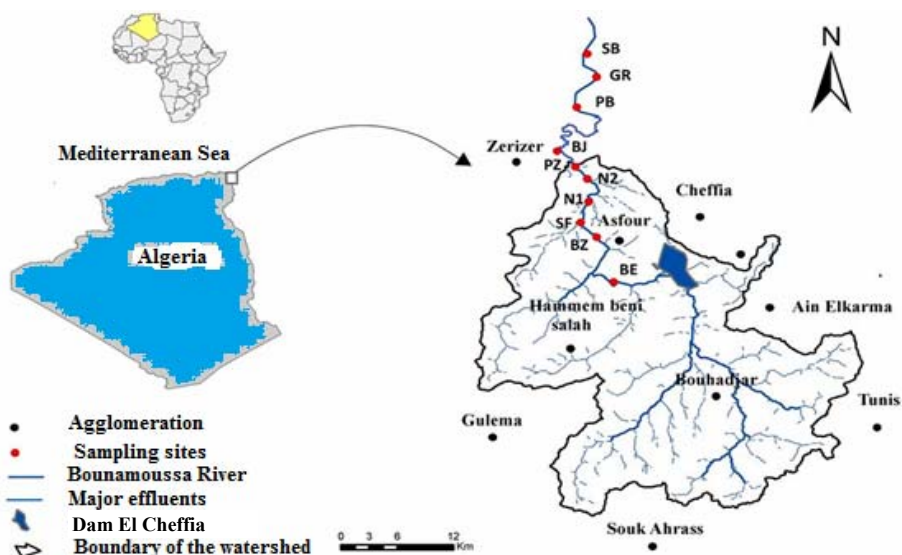 Mediterranean Sea
Algeria
N
SB
GR
PB
Zerizer
BJ
PZ
N2
Cheffia
N1
SF
Asfour
BZ
BE
Hammem beni
salah
Ain Elkarma
Bouhadjar
Gulema
Tunis
Souk Ahrass
Agglomeration
Sampling sites
Bounamoussa River
Major effluents
Dam El Cheffia
Boundary of the watershed
0 3 6 12
Km